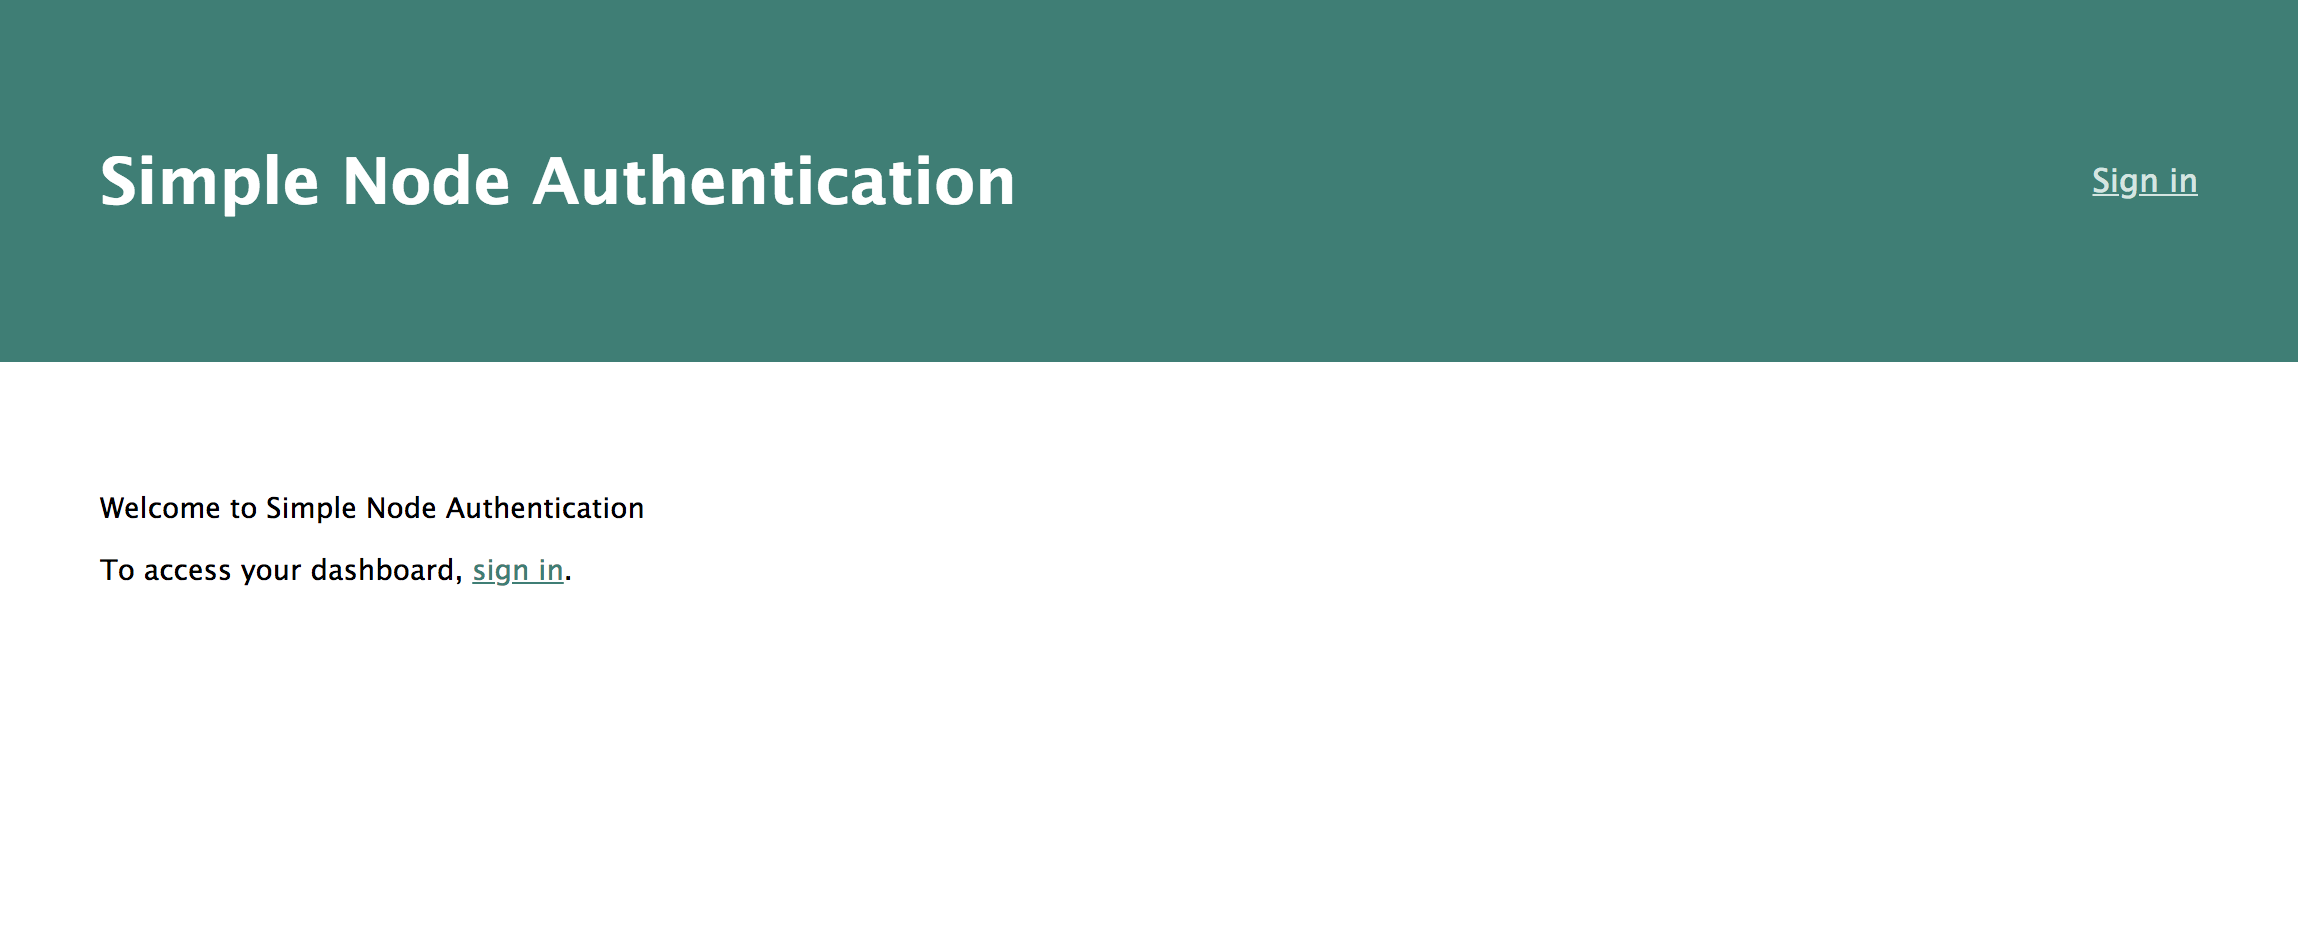 Simple Node Authentication
Sign in
Welcome to Simple Node Authentication
To access your dashboard, sign in.